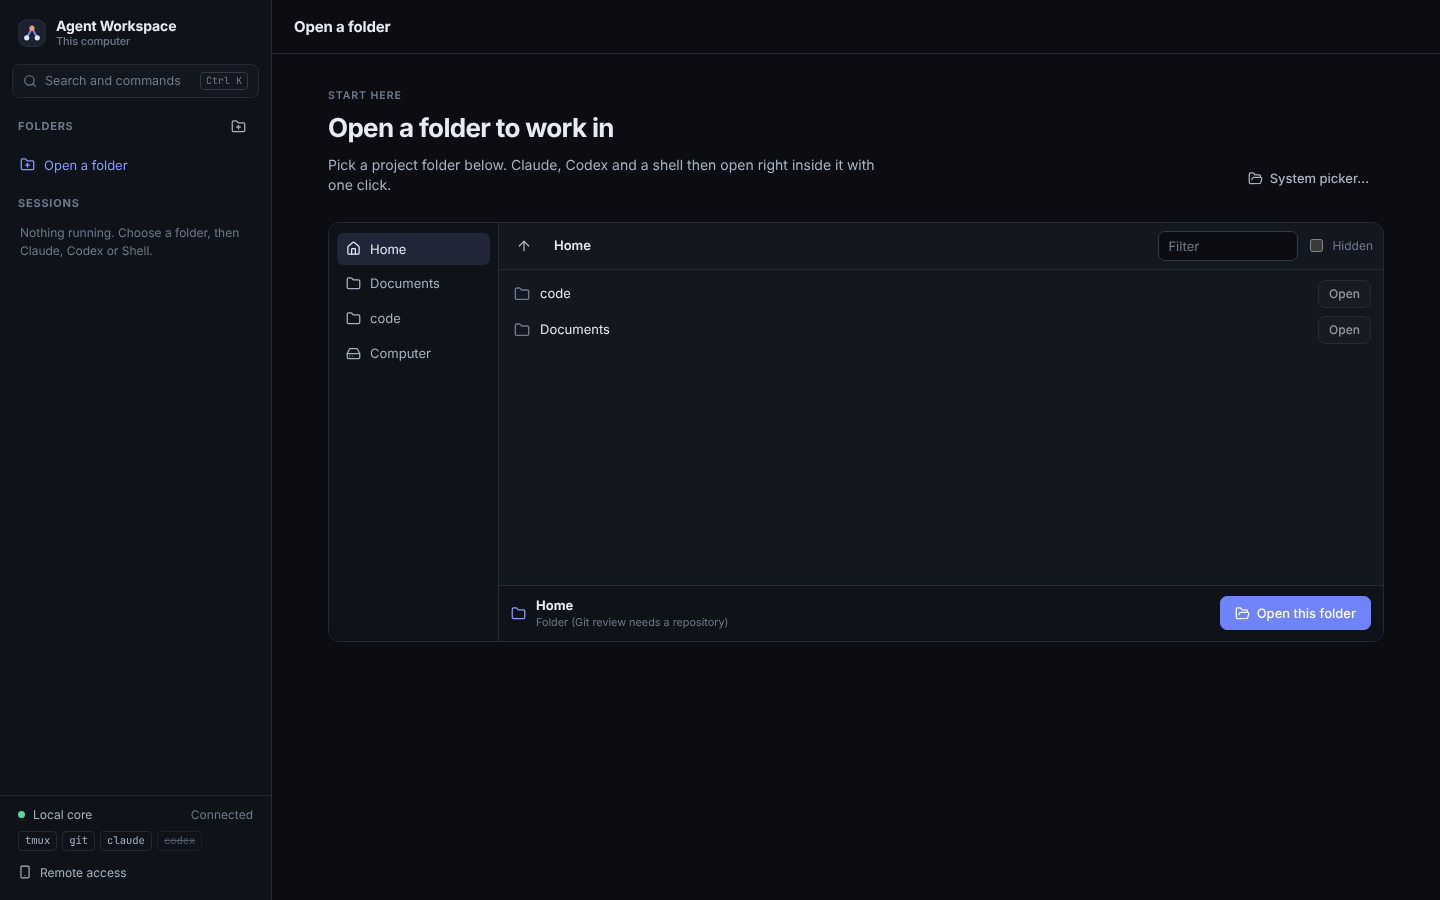 Agent Workspace
This computer
Search and commands Ctrl K
FOLDERS
Open a folder
SESSIONS
Nothing running. Choose a folder, then
Claude, Codex or Shell.
Local core Connected
tmux git claude codex
Remote access
Open a folder
START HERE
Open a folder to work in
Pick a project folder below. Claude, Codex and a shell then open right inside it with
one click.
System picker...
Home
Documents
code
Computer
Home Filter Hidden
code Open
Documents Open
Home
Folder (Git review needs a repository)
Open this folder